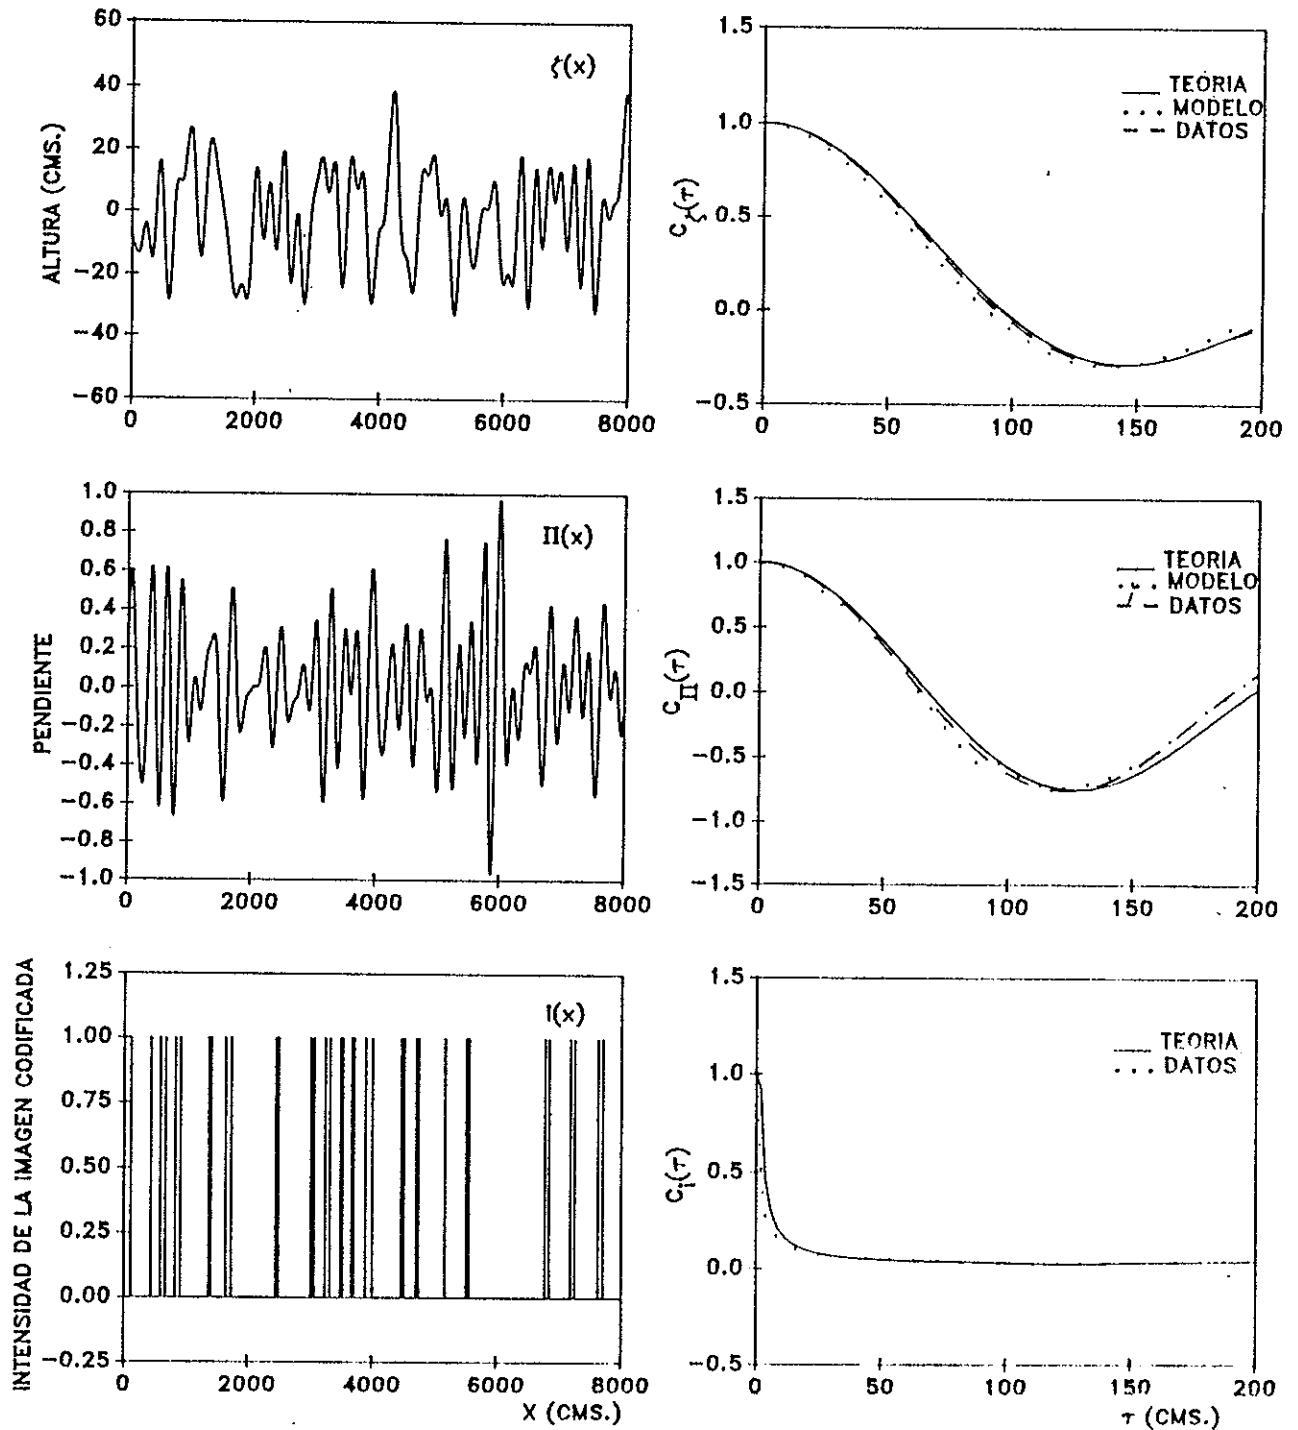 60
40
20
0
−20
−40
−60
ALTURA (CMS.)
ζ(x)
0 2000 4000 6000 8000
1.5
1.0
0.5
0.0
−0.5
Cζ(τ)
TEORIA
MODELO
DATOS
0 50 100 150 200
1.0
0.8
0.6
0.4
0.2
0.0
−0.2
−0.4
−0.6
−0.8
−1.0
PENDIENTE
Π(x)
0 2000 4000 6000 8000
1.5
1.0
0.5
0.0
−0.5
−1.0
−1.5
CΠ(τ)
TEORIA
MODELO
DATOS
0 50 100 150 200
1.25
1.00
0.75
0.50
0.25
0.00
−0.25
INTENSIDAD DE LA IMAGEN CODIFICADA
I(x)
0 2000 4000 6000 8000
X (CMS.)
1.5
1.0
0.5
0.0
−0.5
Ci(τ)
TEORIA
DATOS
0 50 100 150 200
τ (CMS.)